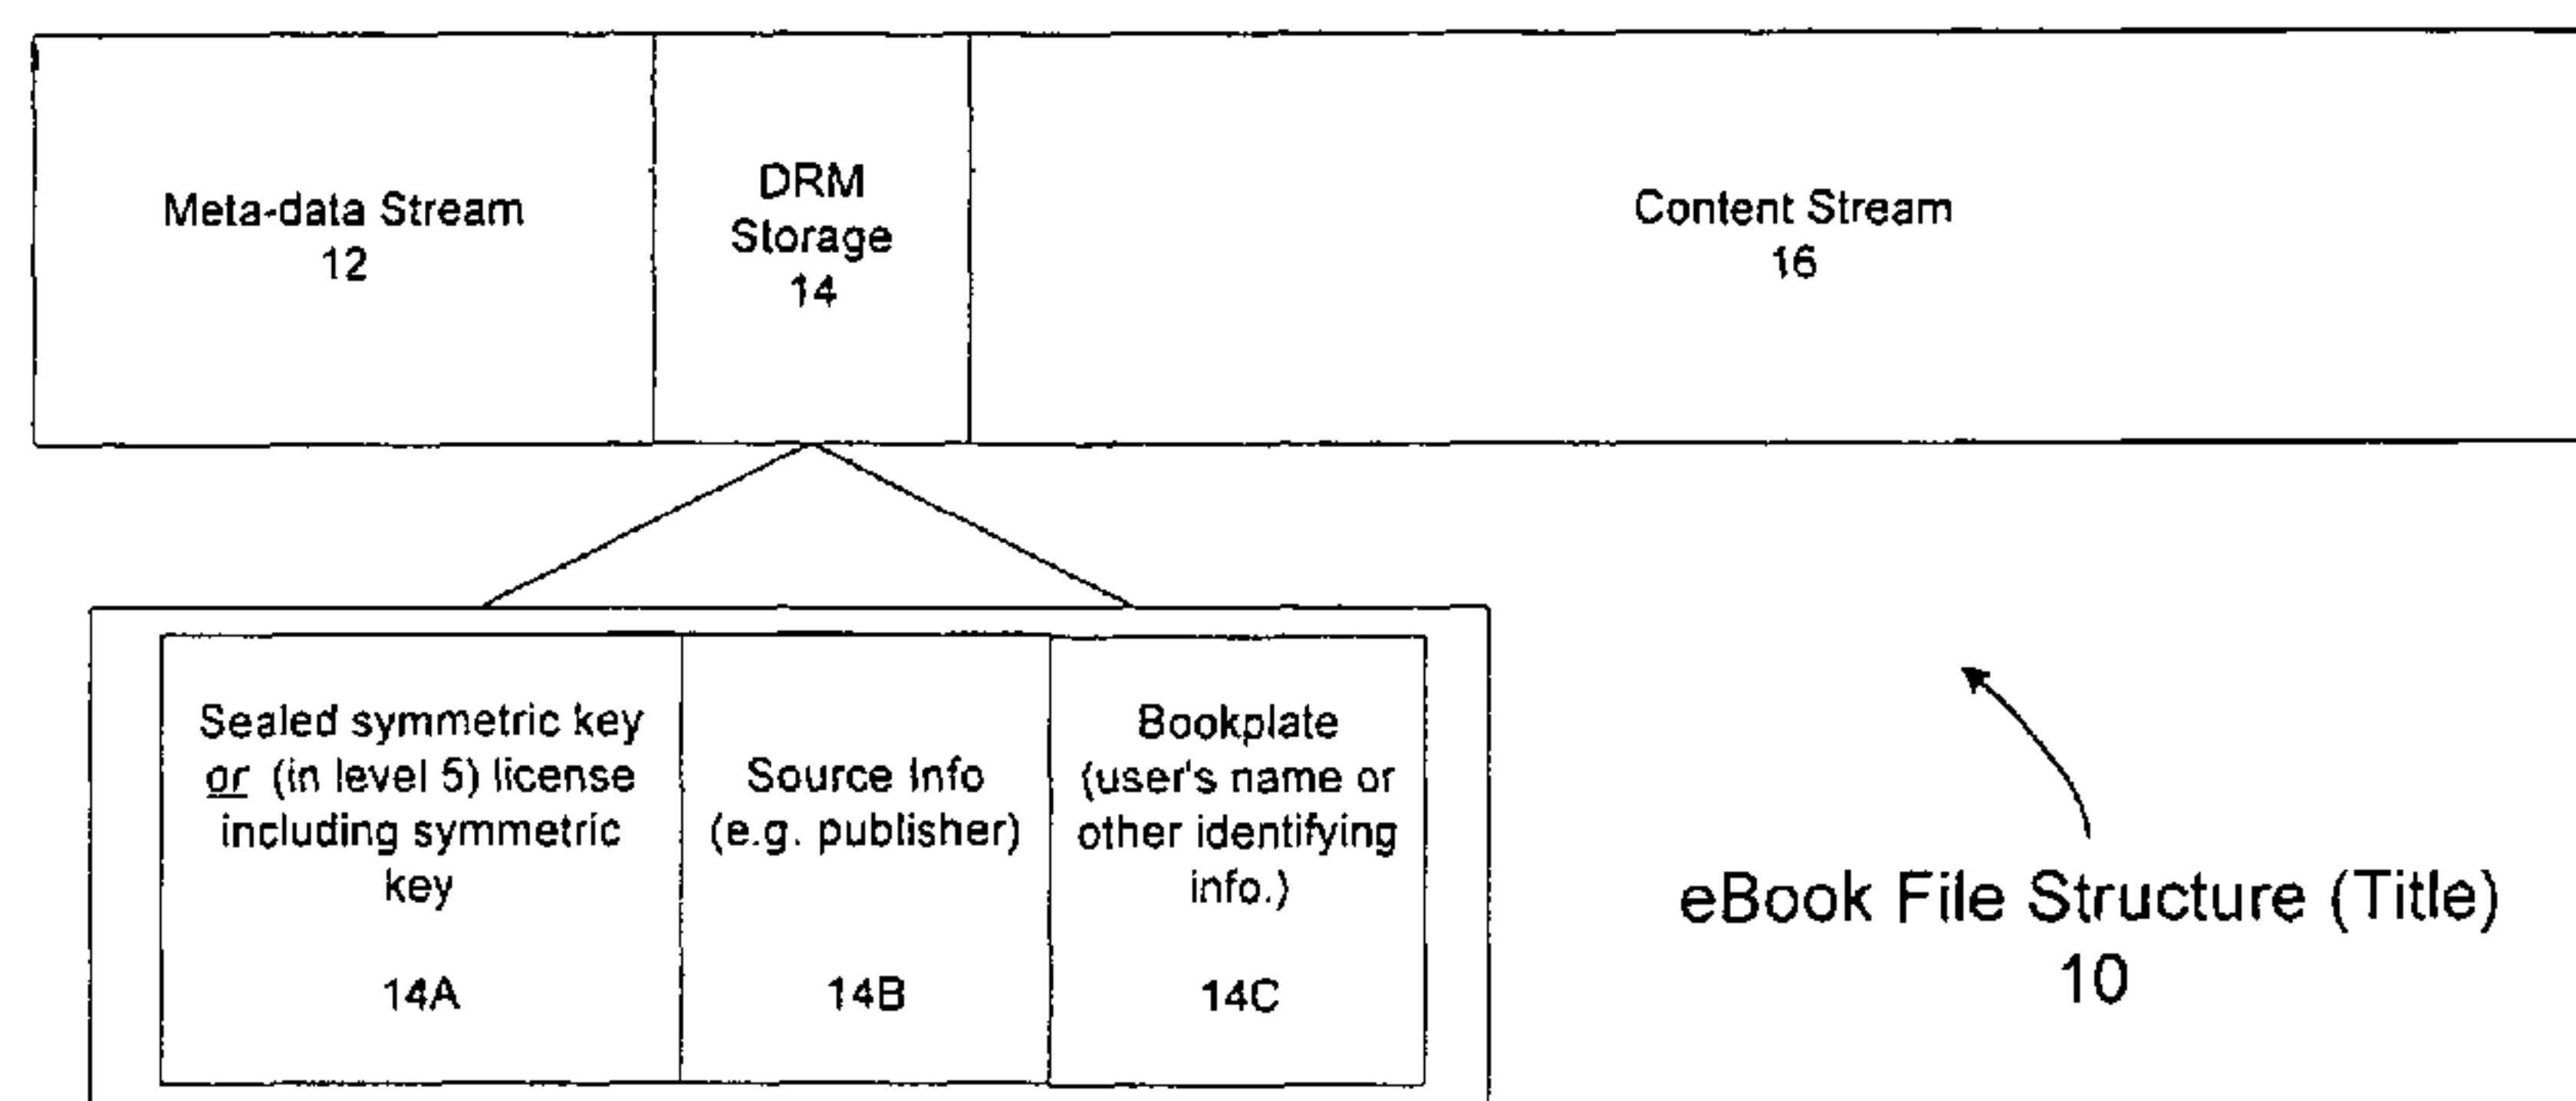 Meta-data Stream
12
DRM
Storage
14
Content Stream
16
Sealed symmetric key
or (in level 5) license
including symmetric
key
14A
Source Info
(e.g. publisher)
14B
Bookplate
(user's name or
other identifying
info.)
14C
eBook File Structure (Title)
10